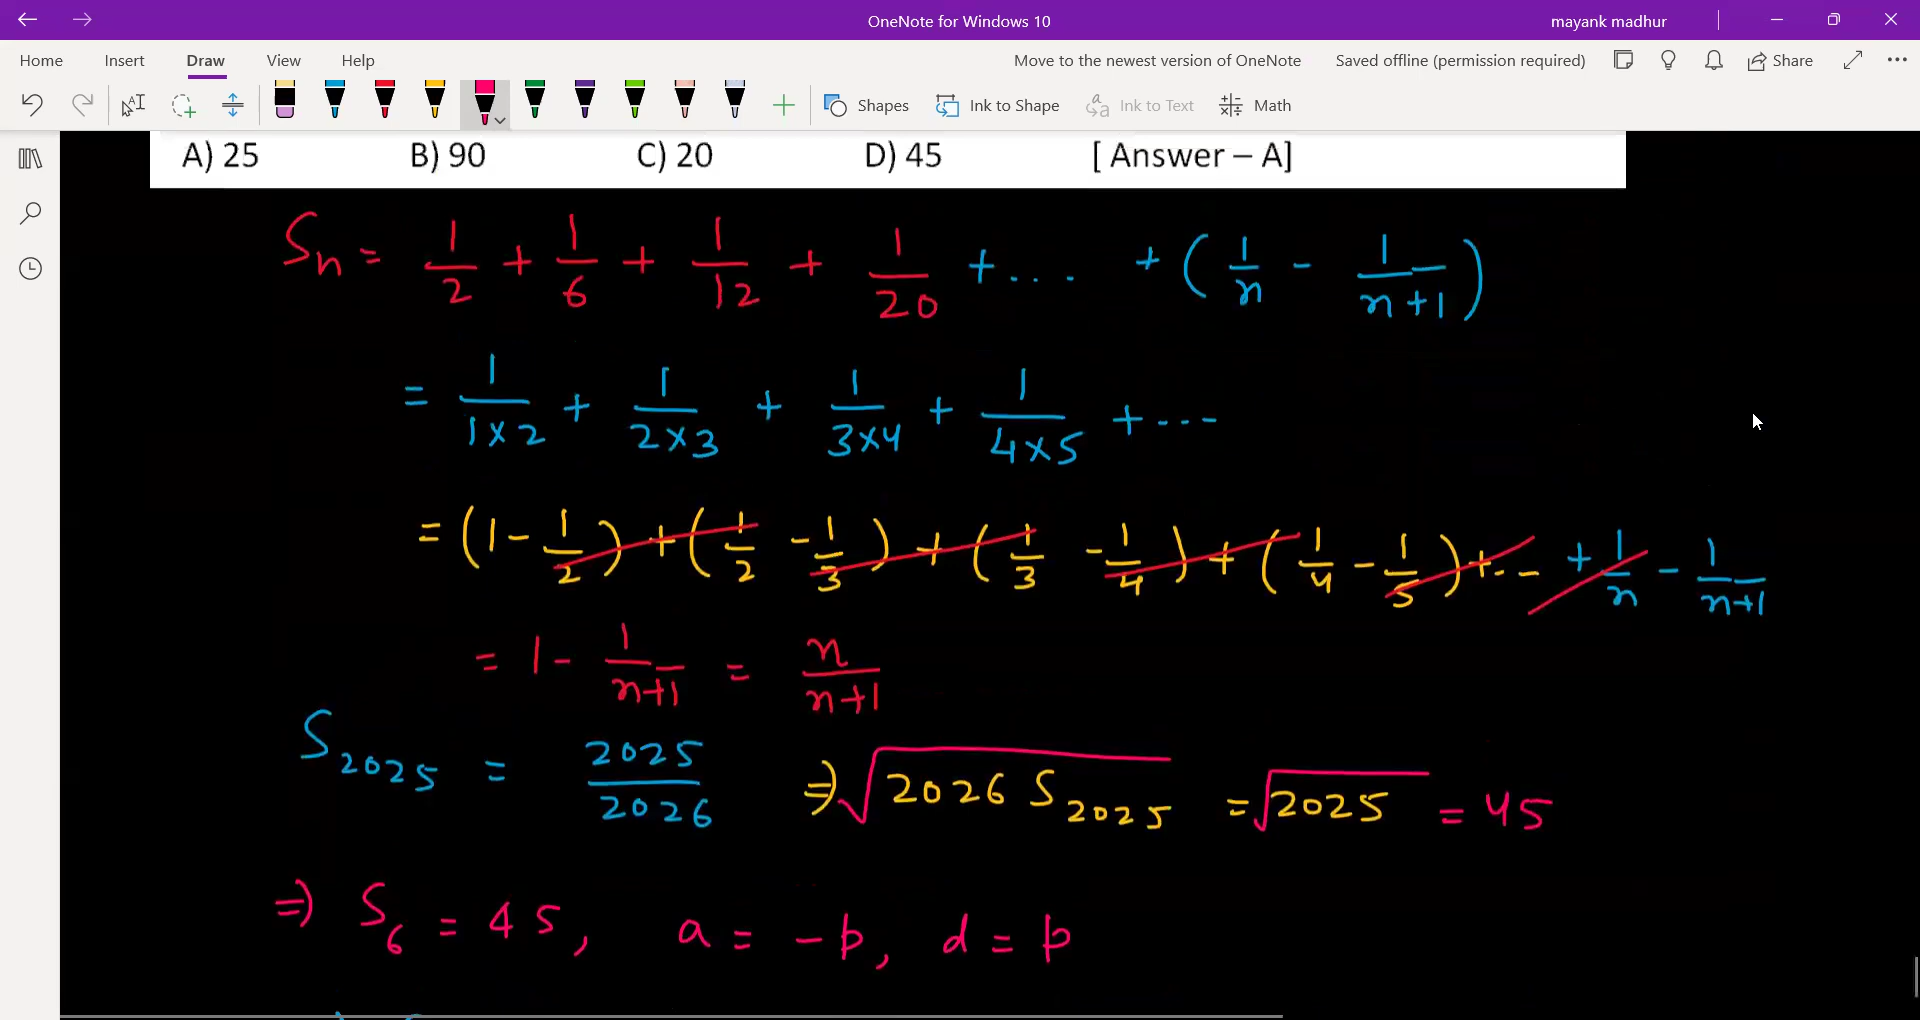 OneNote for Windows 10
mayank madhur
Home Insert Draw View Help
Move to the newest version of OneNote Saved offline (permission required) Share
Shapes Ink to Shape Ink to Text Math
A) 25 B) 90 C) 20 D) 45 [ Answer – A]
Sn = 1/2 + 1/6 + 1/12 + 1/20 + ... + (1/n - 1/n+1)
= 1/1×2 + 1/2×3 + 1/3×4 + 1/4×5 + ---
= (1 - 1/2) + (1/2 - 1/3) + (1/3 - 1/4) + (1/4 - 1/5) + .. - + 1/n - 1/n+1
= 1 - 1/n+1 = n/n+1
S2025 = 2025/2026 ⇒ √2026 S2025 = √2025 = 45
⇒ S6 = 45, a = -p, d = p